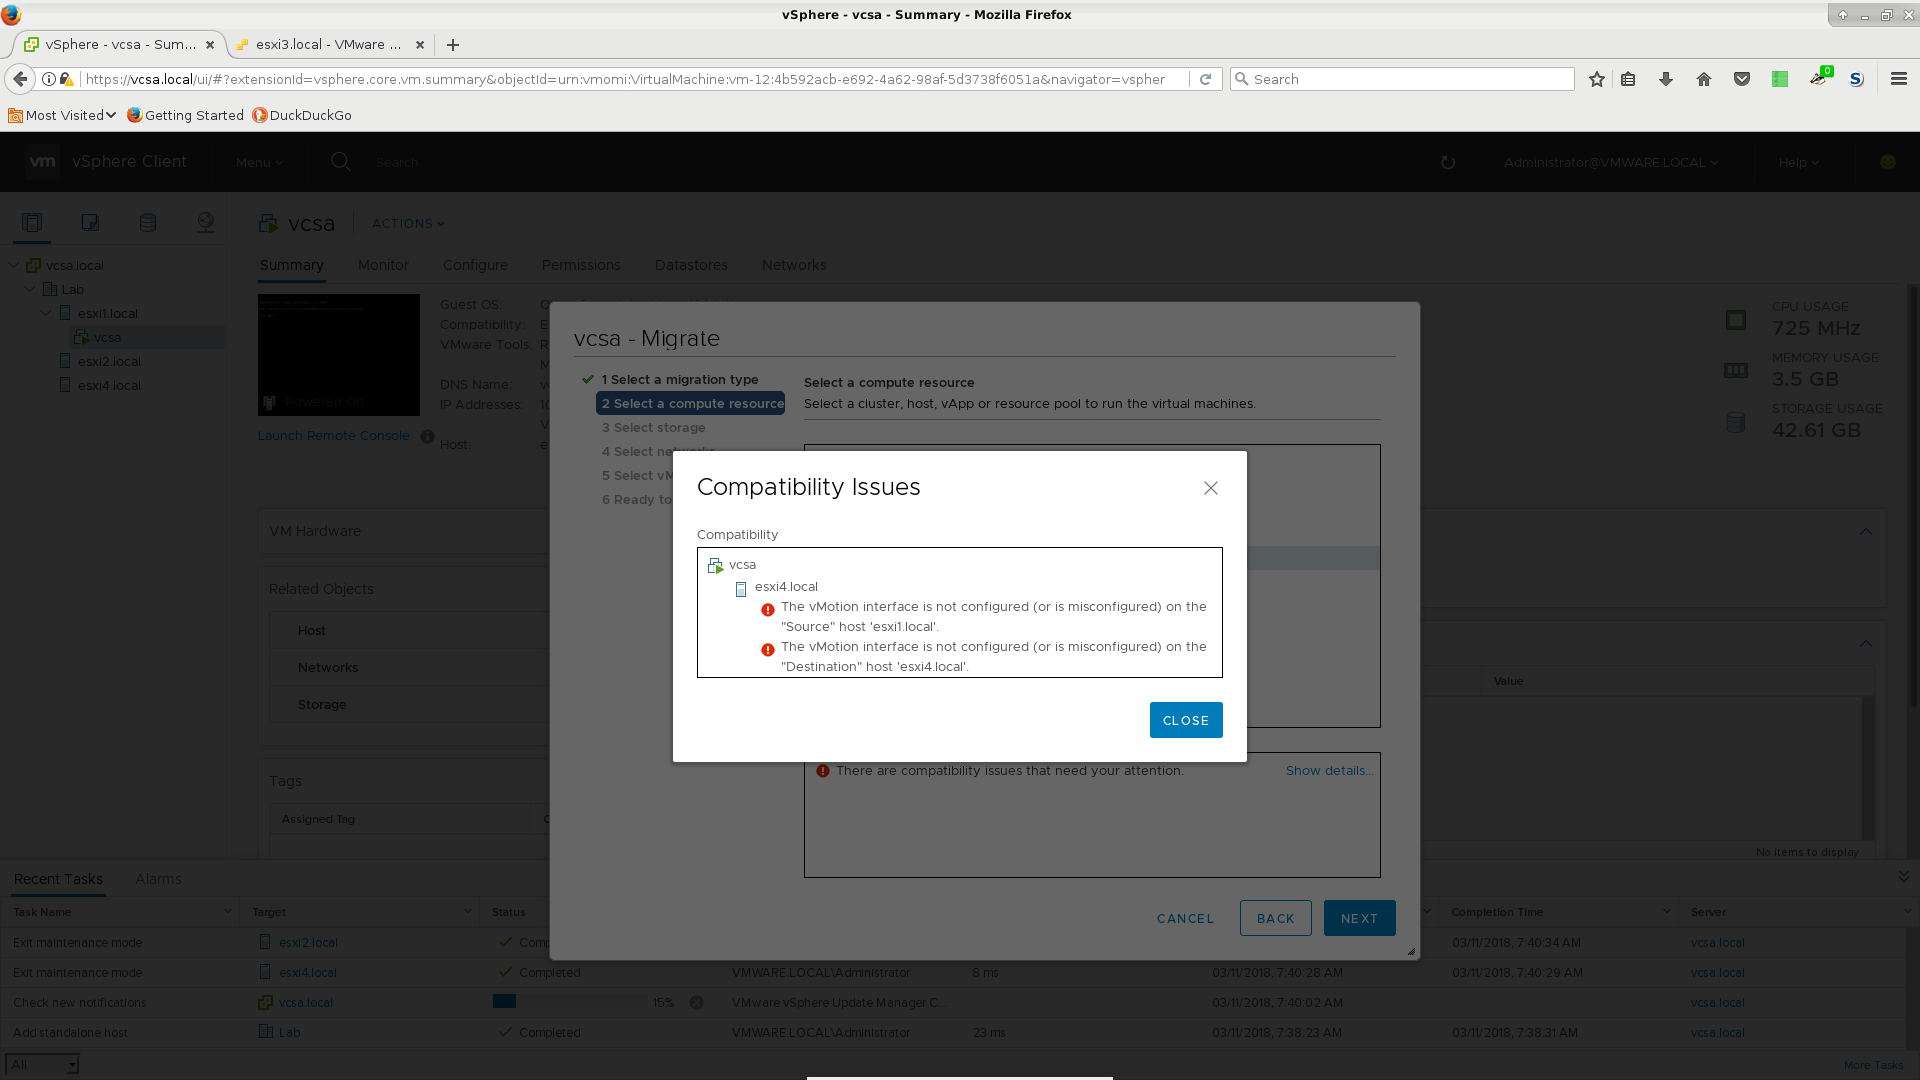 vSphere - vcsa - Summary - Mozilla Firefox
vSphere - vcsa - Sum...
esxi3.local - VMware ...
https://vcsa.local/ui/#?extensionId=vsphere.core.vm.summary&objectId=urn:vmomi:VirtualMachine:vm-12:4b592acb-e692-4a62-98af-5d3738f6051a&navigator=vspher
Search
0
Most Visited
Getting Started
DuckDuckGo
vm
vSphere Client
Menu
Search
Administrator@VMWARE.LOCAL
Help
vcsa
ACTIONS
Summary
Monitor
Configure
Permissions
Datastores
Networks
vcsa.local
Lab
esxi1.local
vcsa
esxi2.local
esxi4.local
Powered On
Launch Remote Console
Guest OS:
Compatibility:
VMware Tools:
DNS Name:
IP Addresses:
Host:
CPU USAGE
725 MHz
MEMORY USAGE
3.5 GB
STORAGE USAGE
42.61 GB
VM Hardware
Related Objects
Host
Networks
Storage
Tags
Assigned Tag
Value
No items to display
vcsa - Migrate
1 Select a migration type
2 Select a compute resource
3 Select storage
4 Select networks
5 Select vM
6 Ready to
Select a compute resource
Select a cluster, host, vApp or resource pool to run the virtual machines.
Compatibility Issues
Compatibility
vcsa
esxi4.local
The vMotion interface is not configured (or is misconfigured) on the
"Source" host 'esxi1.local'.
The vMotion interface is not configured (or is misconfigured) on the
"Destination" host 'esxi4.local'.
CLOSE
There are compatibility issues that need your attention.
Show details...
CANCEL
BACK
NEXT
Recent Tasks
Alarms
Task Name
Target
Status
Completion Time
Server
Exit maintenance mode
esxi2.local
Comp
03/11/2018, 7:40:34 AM
vcsa.local
Exit maintenance mode
esxi4.local
Completed
VMWARE.LOCAL\Administrator
8 ms
03/11/2018, 7:40:28 AM
03/11/2018, 7:40:29 AM
vcsa.local
Check new notifications
vcsa.local
15%
VMware vSphere Update Manager C...
03/11/2018, 7:40:02 AM
vcsa.local
Add standalone host
Lab
Completed
VMWARE.LOCAL\Administrator
23 ms
03/11/2018, 7:38:23 AM
03/11/2018, 7:38:31 AM
vcsa.local
All
More Tasks